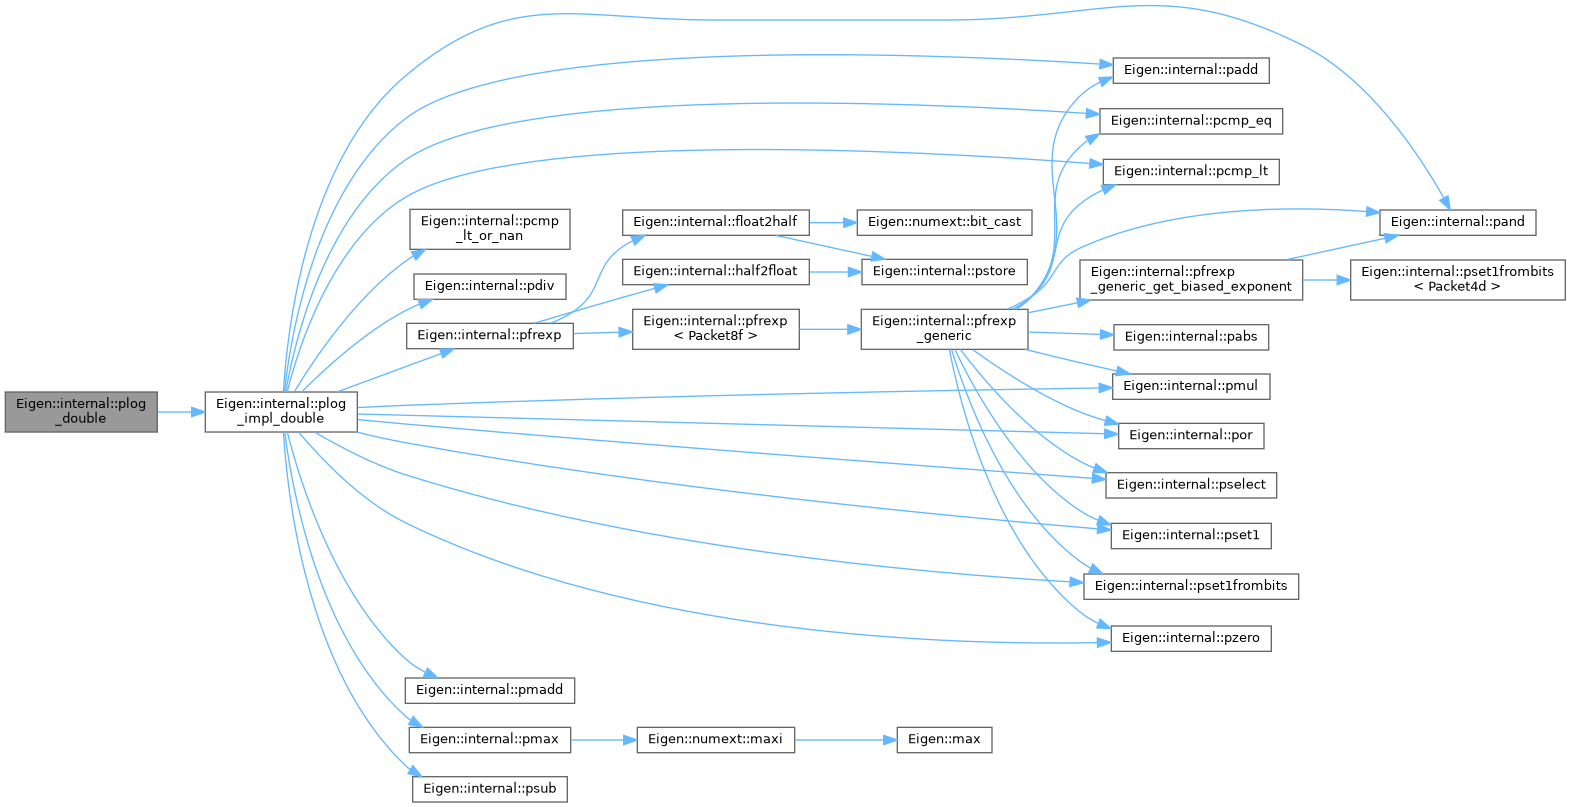 Eigen::internal::plog
_double
Eigen::internal::plog
_impl_double
Eigen::internal::pcmp
_lt_or_nan
Eigen::internal::pdiv
Eigen::internal::pfrexp
Eigen::internal::float2half
Eigen::internal::half2float
Eigen::internal::pfrexp
< Packet8f >
Eigen::numext::bit_cast
Eigen::internal::pstore
Eigen::internal::pfrexp
_generic
Eigen::internal::padd
Eigen::internal::pcmp_eq
Eigen::internal::pcmp_lt
Eigen::internal::pand
Eigen::internal::pfrexp
_generic_get_biased_exponent
Eigen::internal::pset1frombits
< Packet4d >
Eigen::internal::pabs
Eigen::internal::pmul
Eigen::internal::por
Eigen::internal::pselect
Eigen::internal::pset1
Eigen::internal::pset1frombits
Eigen::internal::pzero
Eigen::internal::pmadd
Eigen::internal::pmax
Eigen::numext::maxi
Eigen::max
Eigen::internal::psub